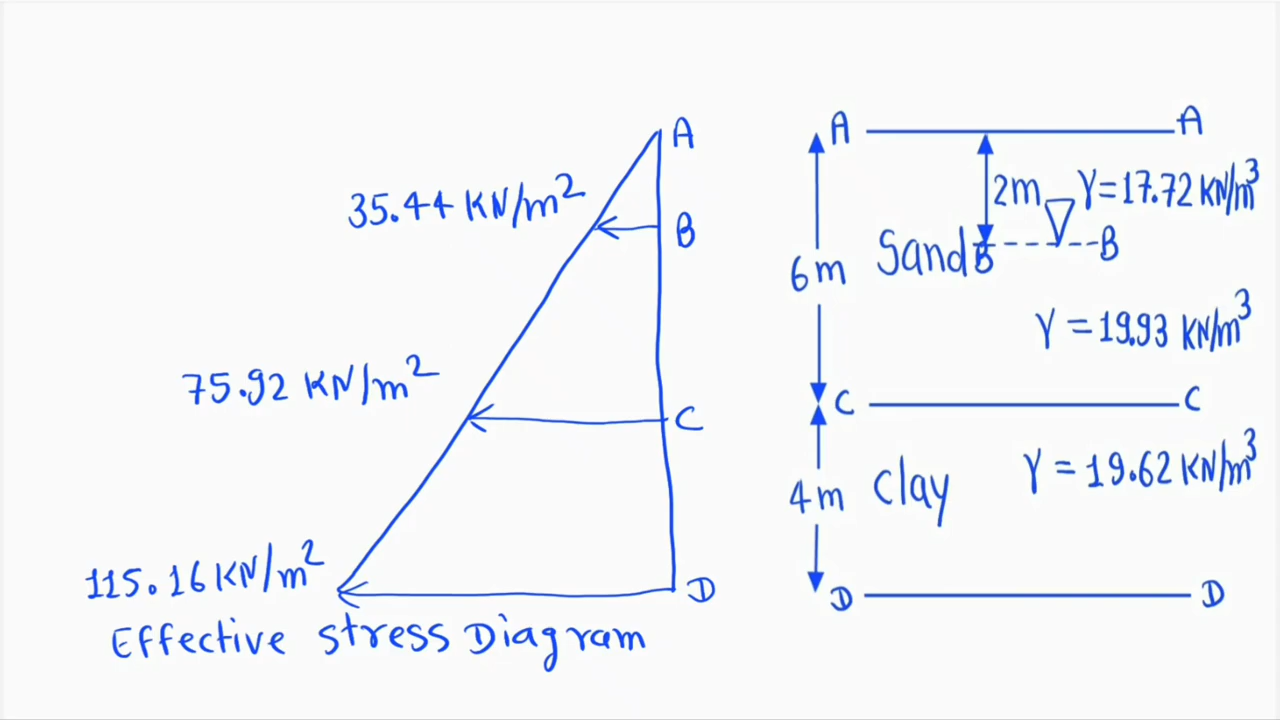 A
35.44 KN/m²
B
75.92 KN/m²
C
115.16 KN/m²
D
Effective stress Diagram
A A
2m γ=17.72 KN/m³
6m Sand B B
γ = 19.93 KN/m³
C C
4m Clay γ = 19.62 KN/m³
D D